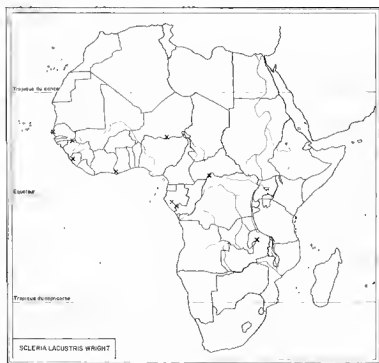 Tropique du cancer
Equateur
Tropique du capricorne
SCLERIA LACUSTRIS WRIGHT